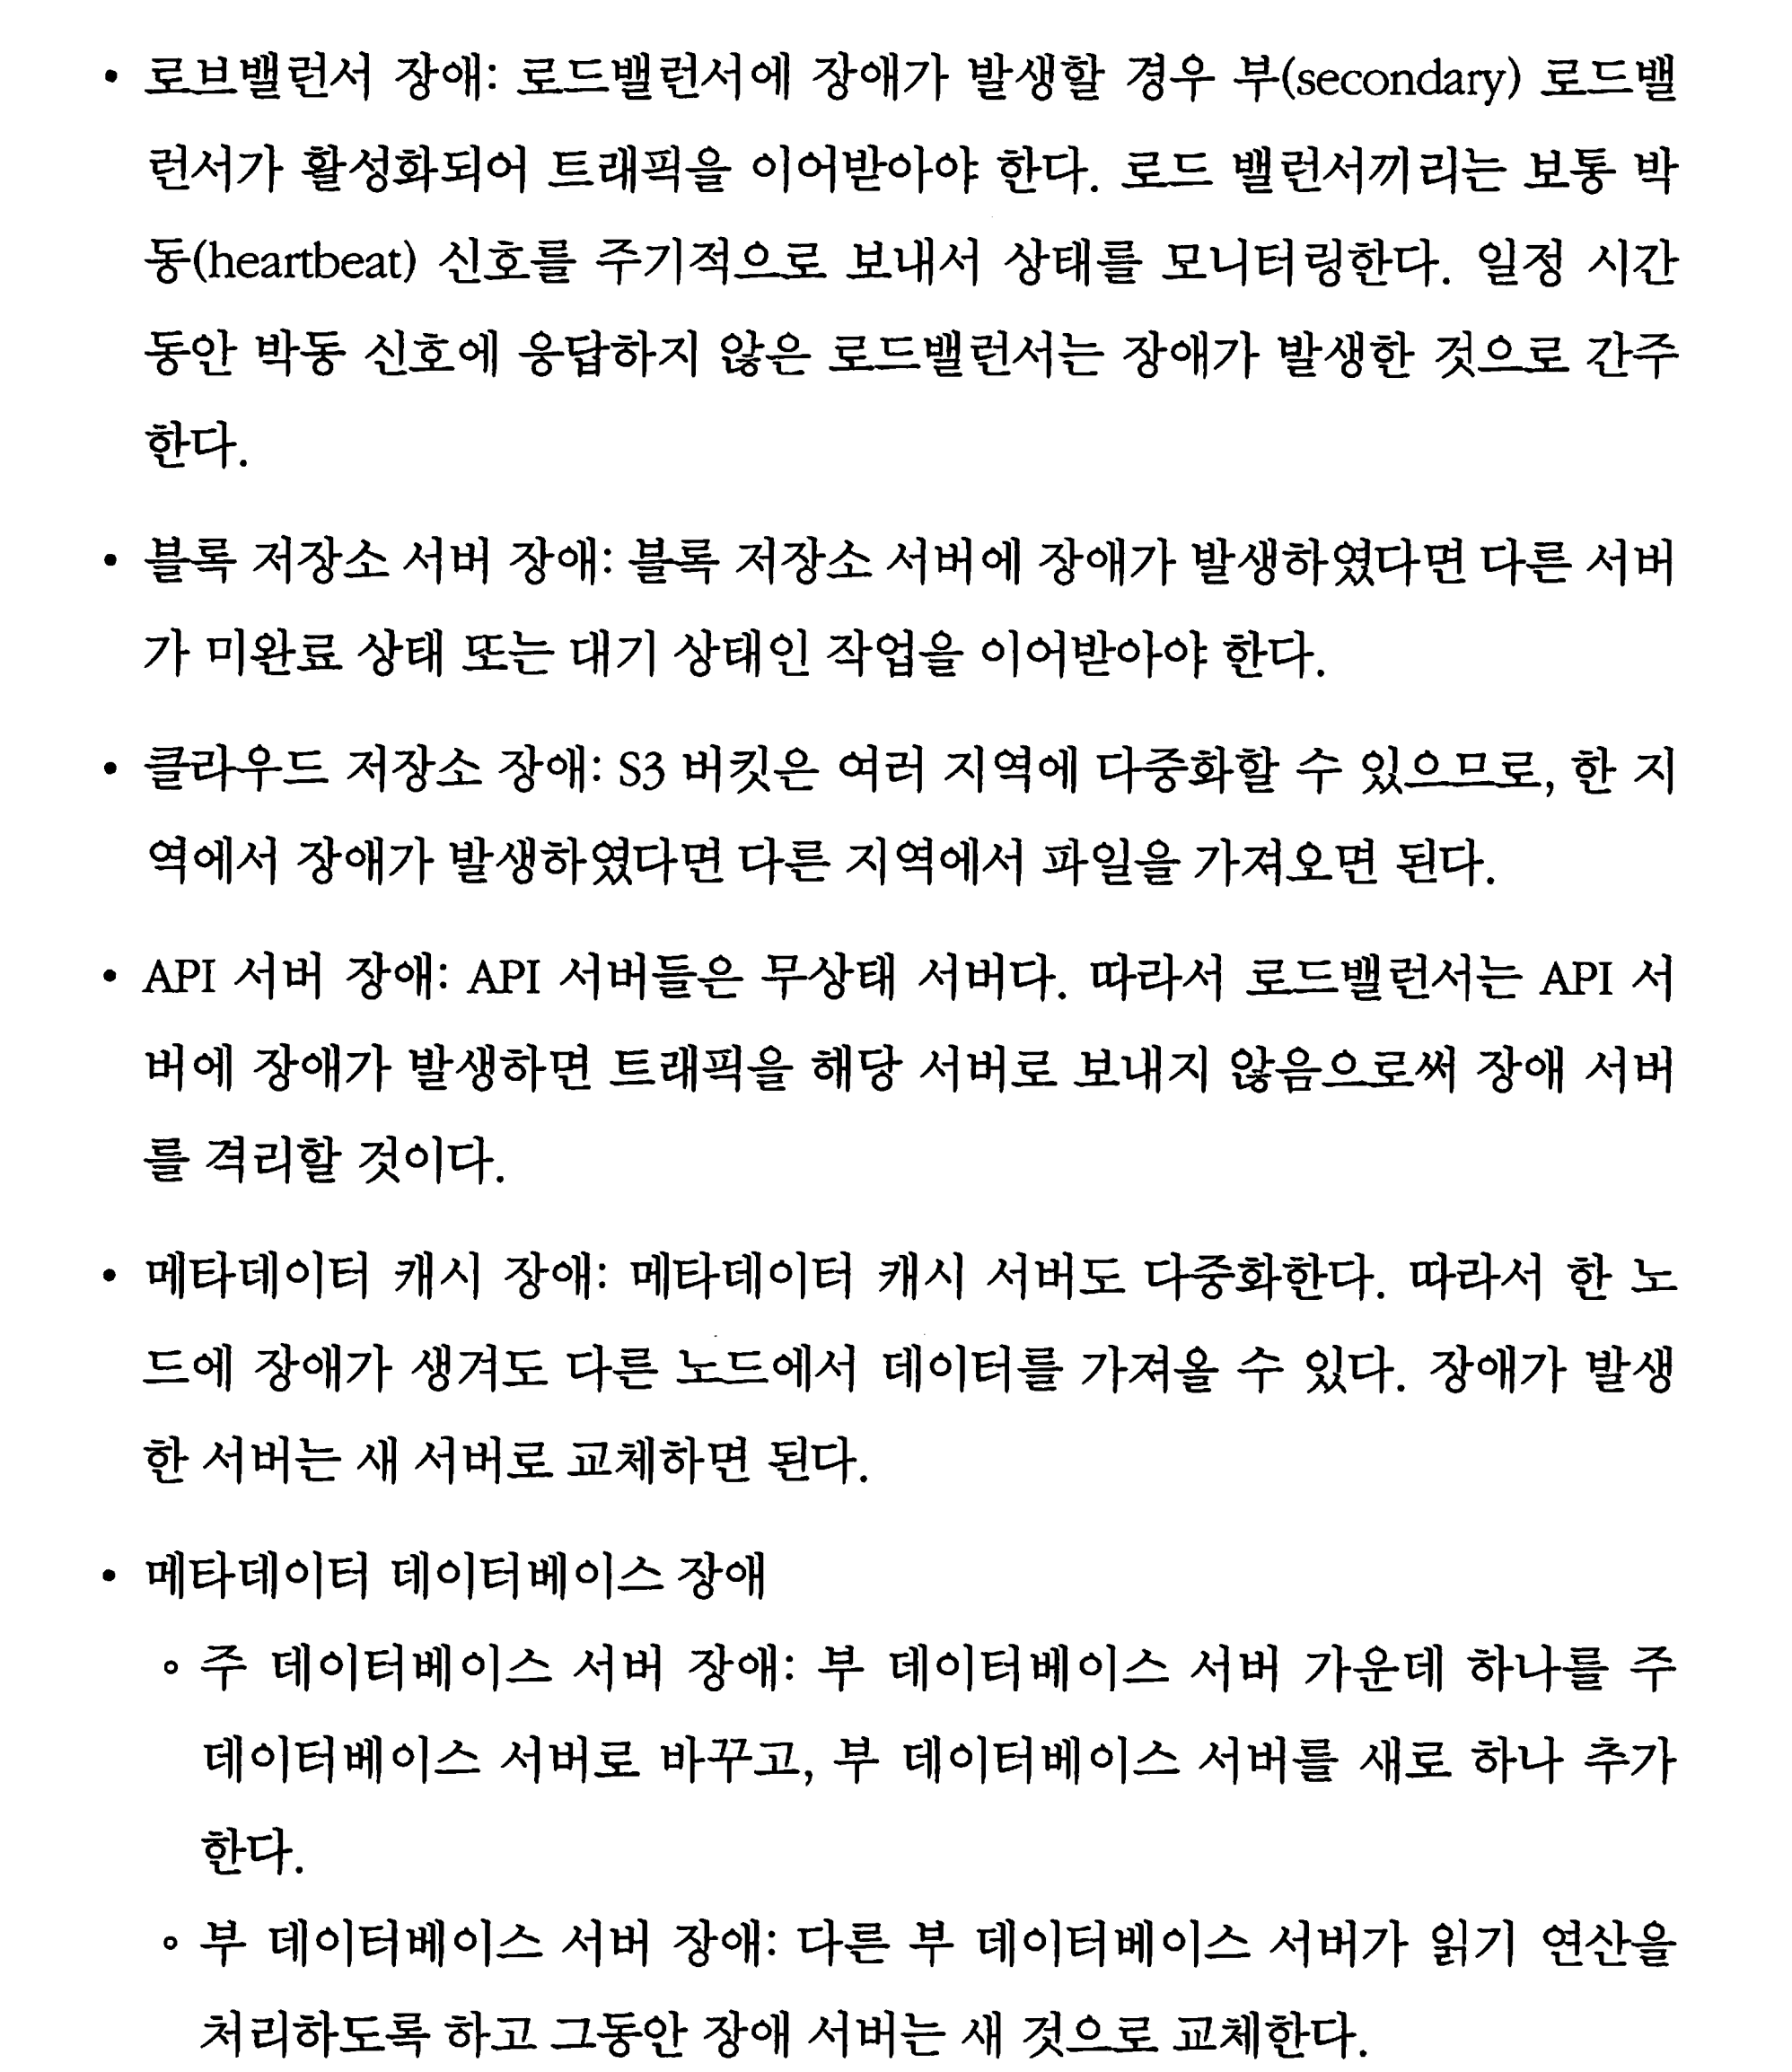 • 로브밸런서 장애: 로드밸런서에 장애가 발생할 경우 부(secondary) 로드밸
런서가 활성화되어 트래픽을 이어받아야 한다. 로드 밸런서끼리는 보통 박
동(heartbeat) 신호를 주기적으로 보내서 상태를 모니터링한다. 일정 시간
동안 박동 신호에 응답하지 않은 로드밸런서는 장애가 발생한 것으로 간주
한다.
• 블록 저장소 서버 장애: 블록 저장소 서버에 장애가 발생하였다면 다른 서버
가 미완료 상태 또는 대기 상태인 작업을 이어받아야 한다.
• 클라우드 저장소 장애: S3 버킷은 여러 지역에 다중화할 수 있으므로, 한 지
역에서 장애가 발생하였다면 다른 지역에서 파일을 가져오면 된다.
• API 서버 장애: API 서버들은 무상태 서버다. 따라서 로드밸런서는 API 서
버에 장애가 발생하면 트래픽을 해당 서버로 보내지 않음으로써 장애 서버
를 격리할 것이다.
• 메타데이터 캐시 장애: 메타데이터 캐시 서버도 다중화한다. 따라서 한 노
드에 장애가 생겨도 다른 노드에서 데이터를 가져올 수 있다. 장애가 발생
한 서버는 새 서버로 교체하면 된다.
• 메타데이터 데이터베이스 장애
◦ 주 데이터베이스 서버 장애: 부 데이터베이스 서버 가운데 하나를 주
데이터베이스 서버로 바꾸고, 부 데이터베이스 서버를 새로 하나 추가
한다.
◦ 부 데이터베이스 서버 장애: 다른 부 데이터베이스 서버가 읽기 연산을
처리하도록 하고 그동안 장애 서버는 새 것으로 교체한다.